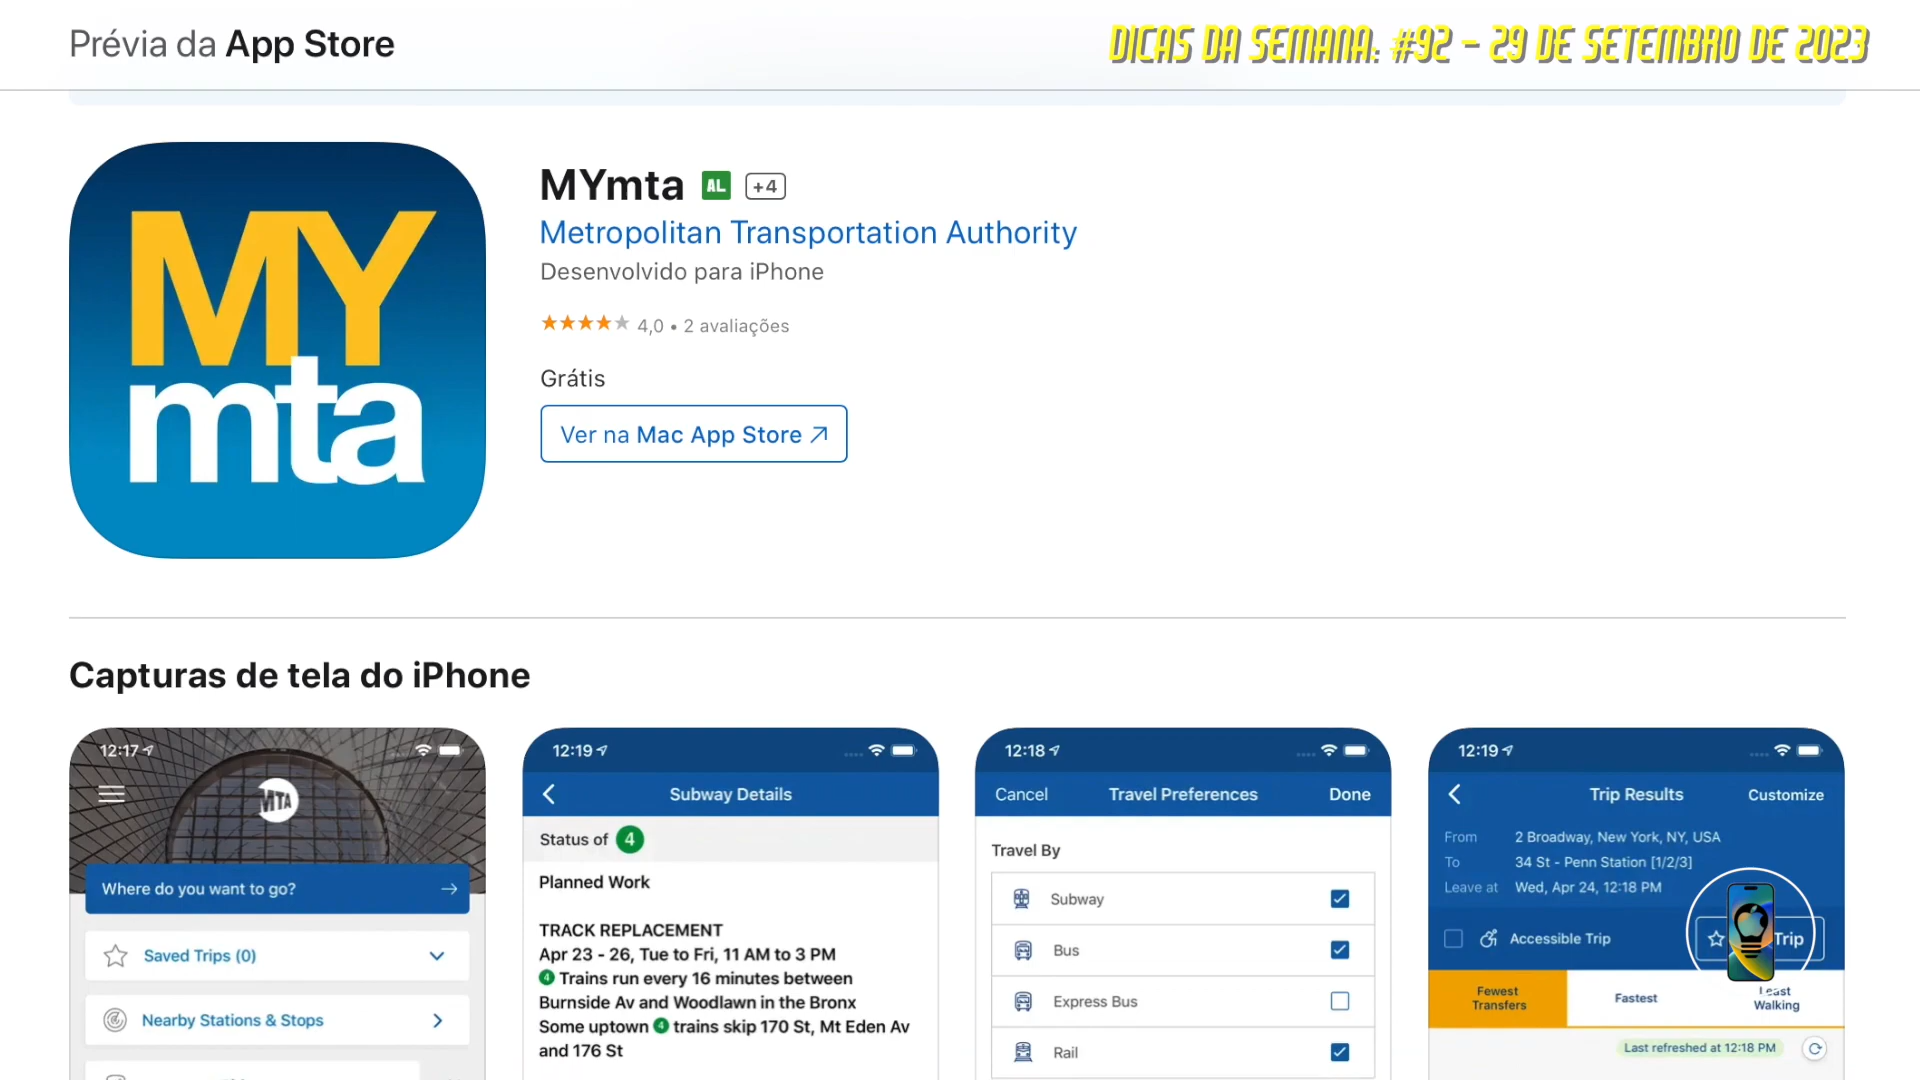 Prévia da App Store
DICAS DA SEMANA: #92 - 29 DE SETEMBRO DE 2023
MY
mta
MYmta AL +4
Metropolitan Transportation Authority
Desenvolvido para iPhone
4,0 • 2 avaliações
Grátis
Ver na Mac App Store
Capturas de tela do iPhone
12:17
MTA
Where do you want to go?
Saved Trips (0)
Nearby Stations & Stops
12:19
Subway Details
Status of 4
Planned Work
TRACK REPLACEMENT
Apr 23 - 26, Tue to Fri, 11 AM to 3 PM
4 Trains run every 16 minutes between
Burnside Av and Woodlawn in the Bronx
Some uptown 4 trains skip 170 St, Mt Eden Av
and 176 St
12:18
Cancel Travel Preferences Done
Travel By
Subway
Bus
Express Bus
Rail
12:19
Trip Results Customize
From 2 Broadway, New York, NY, USA
To 34 St - Penn Station [1/2/3]
Leave at Wed, Apr 24, 12:18 PM
Accessible Trip
Trip
Fewest
Transfers
Fastest
Least
Walking
Last refreshed at 12:18 PM